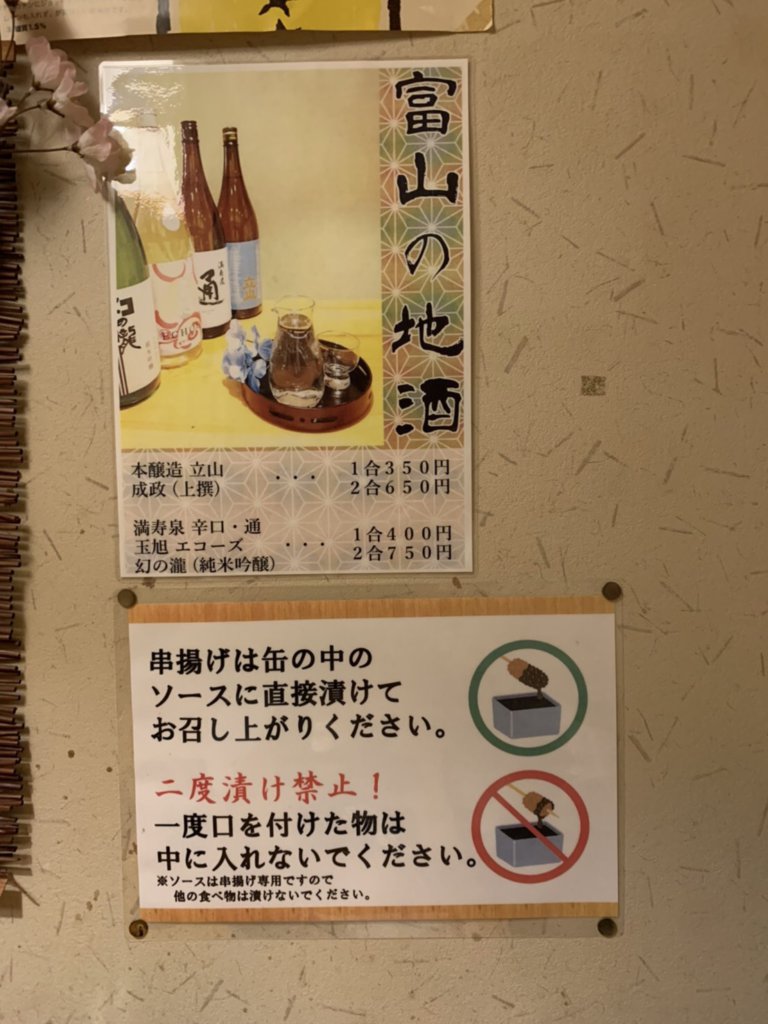 富山の地酒
通
本醸造 立山 ・・・ 1合350円
成政(上撰) 2合650円
満寿泉 辛口・通 1合400円
玉旭 エコーズ ・・・ 2合750円
幻の瀧(純米吟醸)
串揚げは缶の中の
ソースに直接漬けて
お召し上がりください。
二度漬け禁止!
一度口を付けた物は
中に入れないでください。
※ソースは串揚げ専用ですので
他の食べ物は漬けないでください。